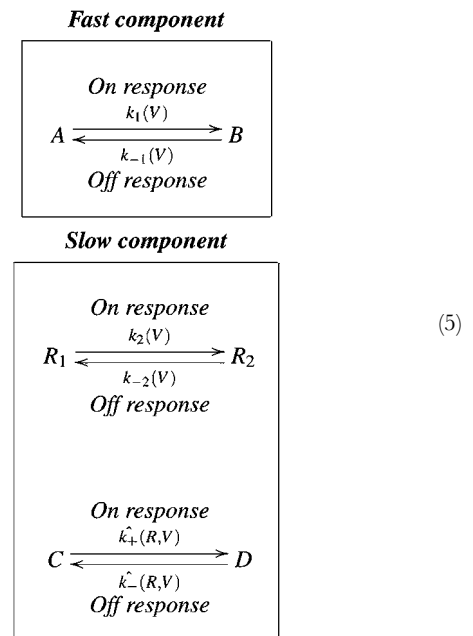 Fast component
On response
k₁(V)
A ⇌ B
k₋₁(V)
Off response
Slow component
On response
k₂(V)
R₁ ⇌ R₂
k₋₂(V)
Off response
(5)
On response
k̂₊(R,V)
C ⇌ D
k̂₋(R,V)
Off response